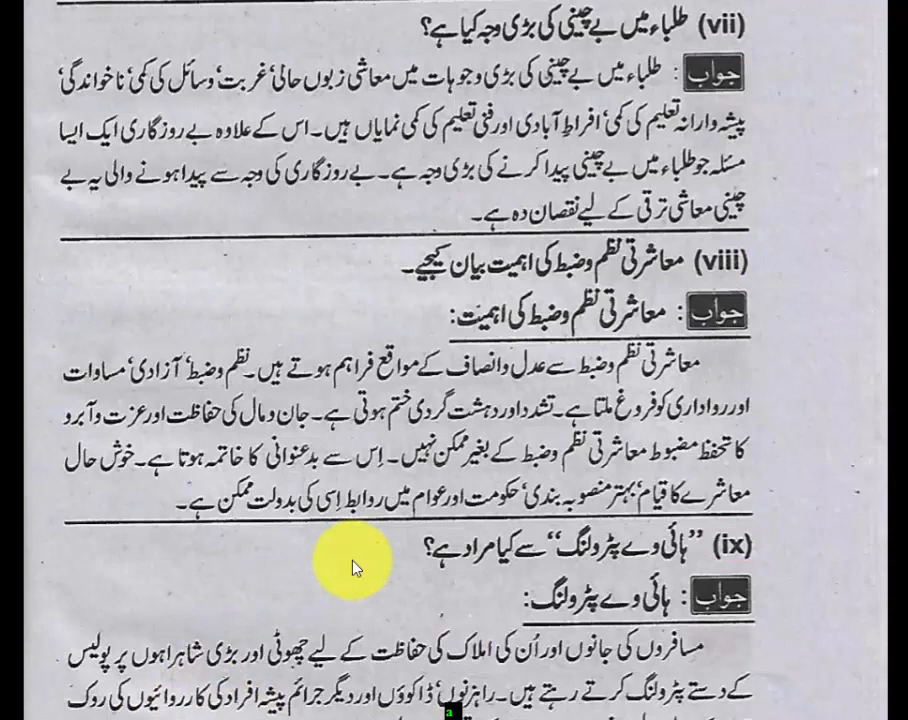 (vii) طلباء میں بے چینی کی بڑی وجہ کیا ہے؟
جواب : طلباء میں بے چینی کی بڑی وجوہات میں معاشی زبوں حالی‘ غربت‘ وسائل کی کمی‘ ناخواندگی‘
پیشہ وارانہ تعلیم کی کمی‘ افراطِ آبادی اور فنی تعلیم کی کمی نمایاں ہیں۔ اس کے علاوہ بے روزگاری ایک ایسا
مسئلہ جو طلباء میں بے چینی پیدا کرنے کی بڑی وجہ ہے۔ بے روزگاری کی وجہ سے پیدا ہونے والی یہ بے
چینی معاشی ترقی کے لیے نقصان دہ ہے۔
(viii) معاشرتی نظم وضبط کی اہمیت بیان کیجیے۔
جواب : معاشرتی نظم وضبط کی اہمیت:
معاشرتی نظم وضبط سے عدل وانصاف کے مواقع فراہم ہوتے ہیں۔ نظم وضبط‘ آزادی‘ مساوات
اور رواداری کو فروغ ملتا ہے۔ تشدد اور دہشت گردی ختم ہوتی ہے۔ جان ومال کی حفاظت اور عزت وآبرو
کا تحفظ مضبوط معاشرتی نظم وضبط کے بغیر ممکن نہیں۔ اِس سے بدعنوانی کا خاتمہ ہوتا ہے۔ خوش حال
معاشرے کا قیام‘ بہتر منصوبہ بندی‘ حکومت اور عوام میں روابط اِسی کی بدولت ممکن ہے۔
(ix) ”ہائی وے پٹرولنگ“ سے کیا مراد ہے؟
جواب : ہائی وے پٹرولنگ:
مسافروں کی جانوں اور اُن کی املاک کی حفاظت کے لیے چھوٹی اور بڑی شاہراہوں پر پولیس
کے دستے پٹرولنگ کرتے رہتے ہیں۔ راہزنوں‘ ڈاکوؤں اور دیگر جرائم پیشہ افراد کی کارروائیوں کی روک
a